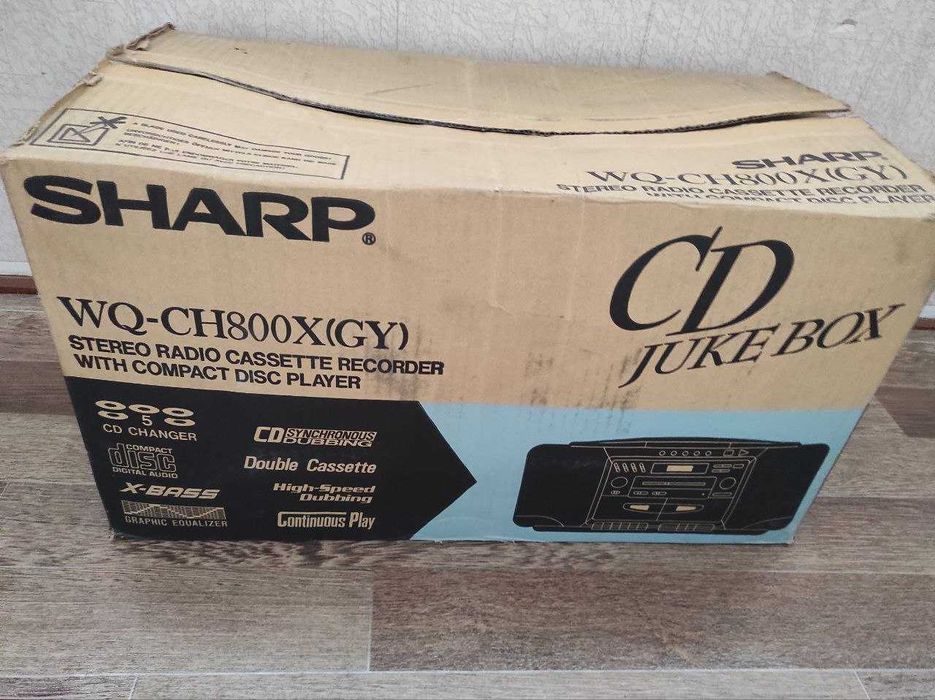 SHARP
WQ-CH800X(GY)
STEREO RADIO CASSETTE RECORDER
WITH COMPACT DISC PLAYER
SHARP®
CD
JUKE BOX
WQ-CH800X(GY)
STEREO RADIO CASSETTE RECORDER
WITH COMPACT DISC PLAYER
5
CD CHANGER
COMPACT
disc
DIGITAL AUDIO
X-BASS
GRAPHIC EQUALIZER
CD SYNCHRONOUS
DUBBING
Double Cassette
High-Speed
Dubbing
Continuous Play